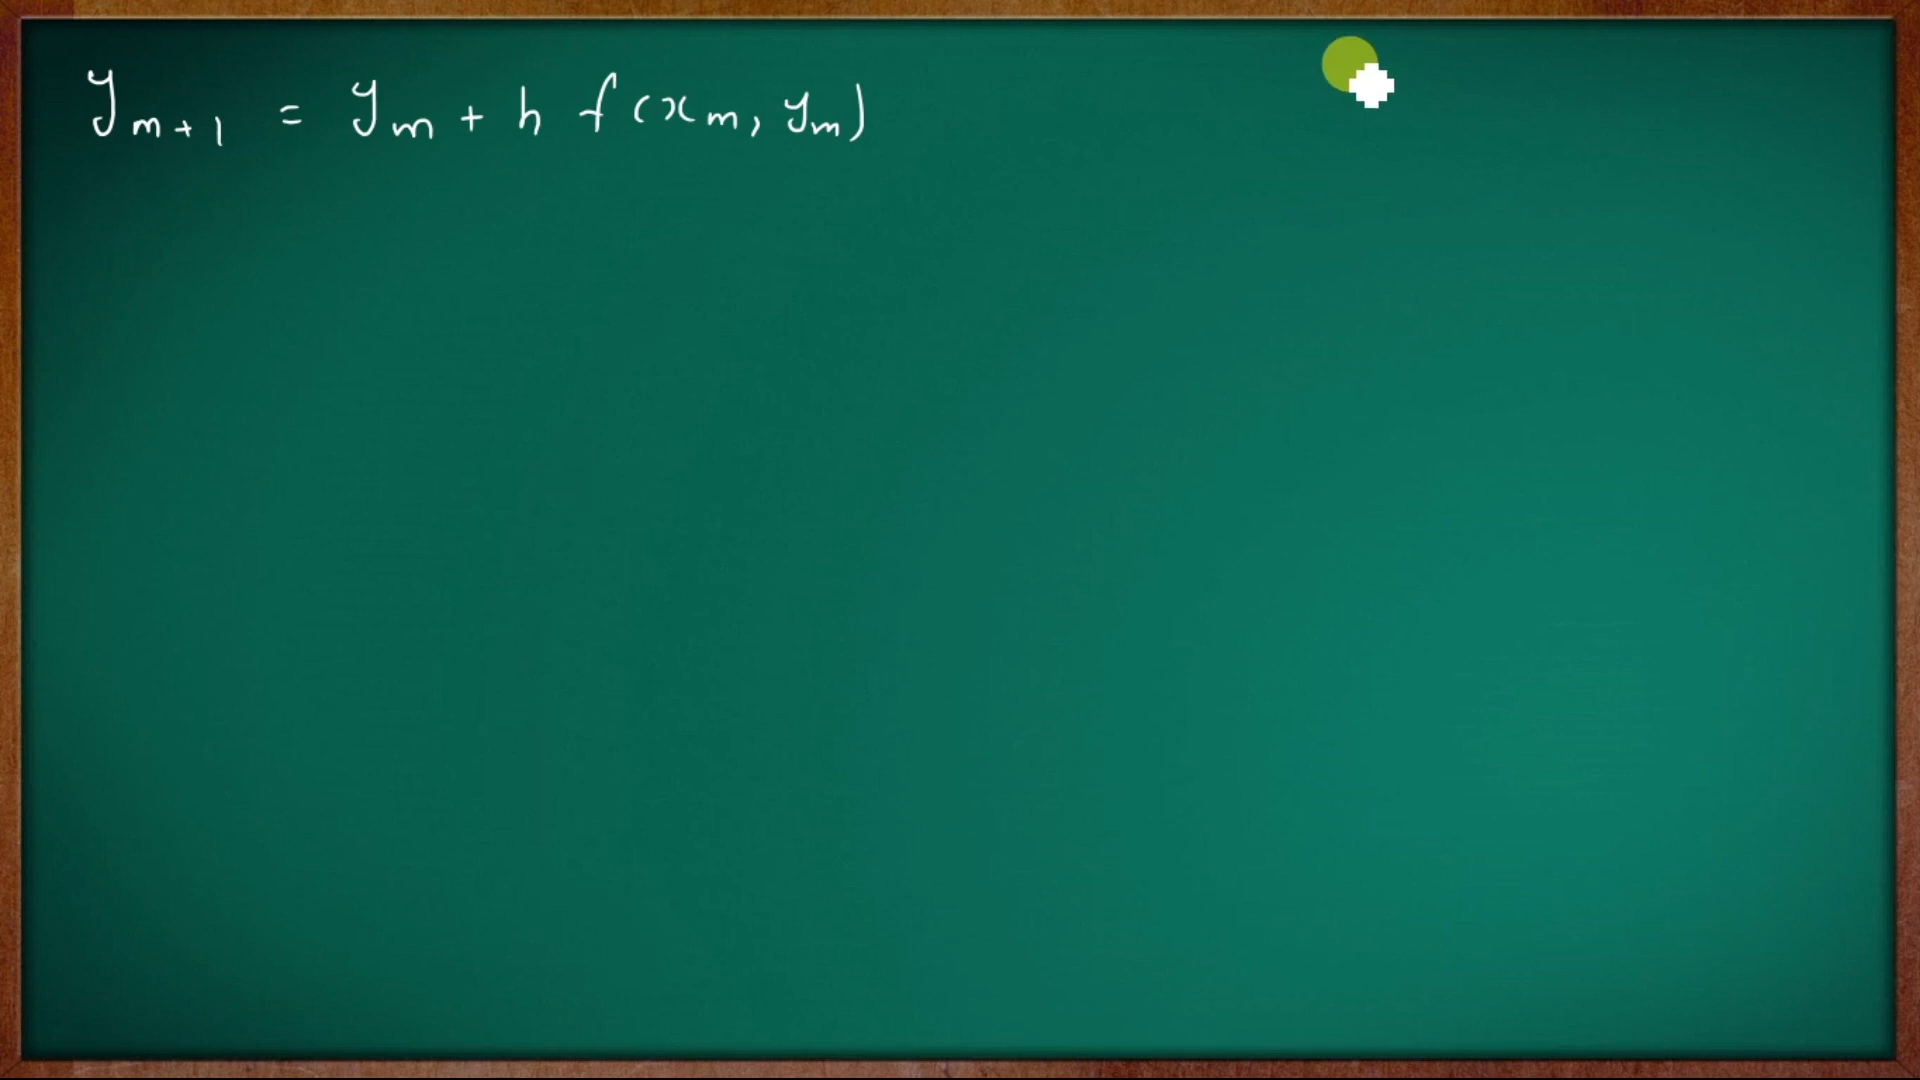 y_{m+1} = y_m + h f(x_m, y_m)